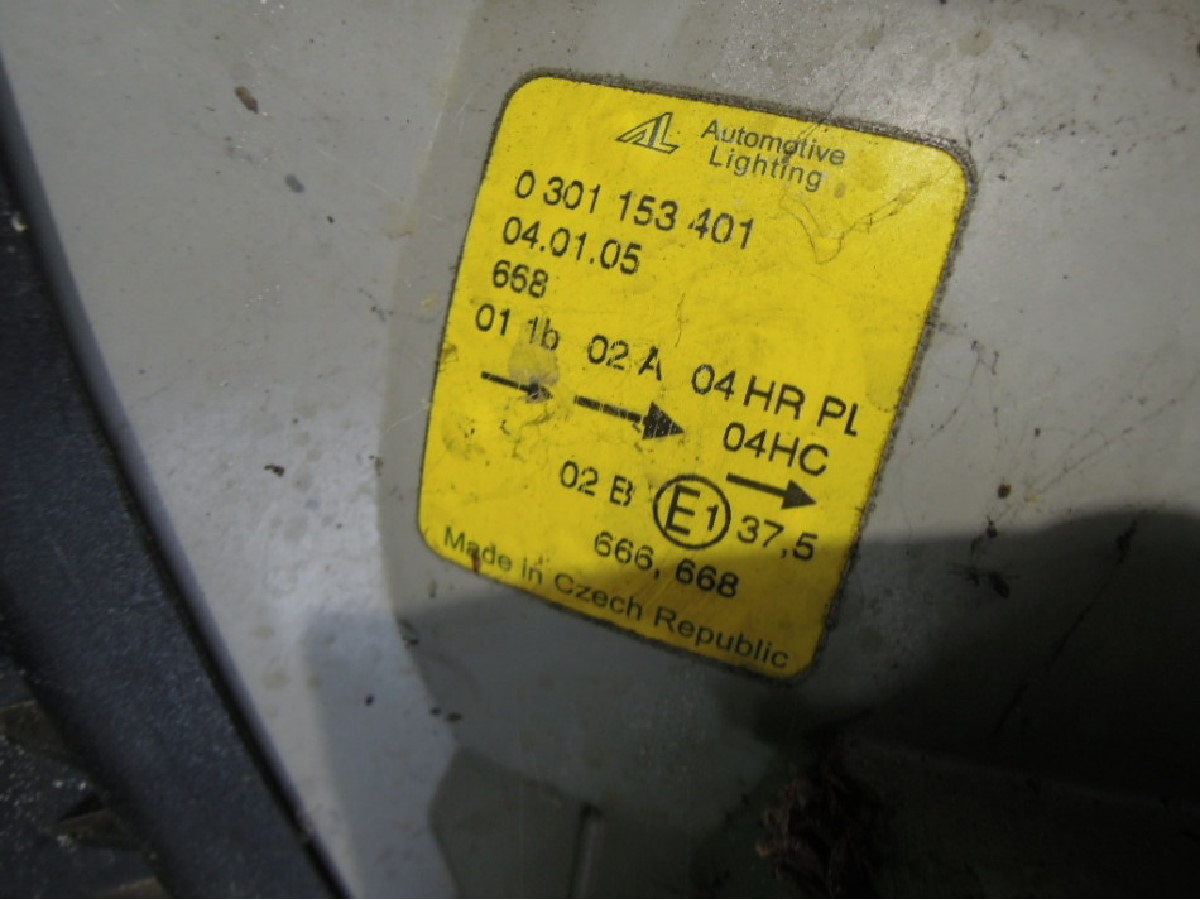 AL Automotive
Lighting
0 301 153 401
04.01.05
668
01 1b 02 A 04 HR PL
04HC
02 B E1 37,5
666, 668
Made in Czech Republic